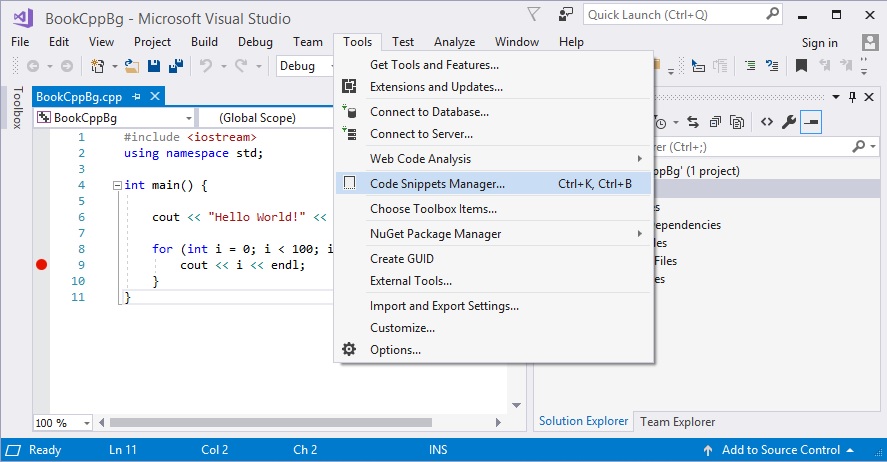 BookCppBg - Microsoft Visual Studio
Quick Launch (Ctrl+Q)
File Edit View Project Build Debug Team Tools Test Analyze Window Help Sign in
Debug
Toolbox
BookCppBg.cpp
BookCppBg (Global Scope)
1 #include <iostream>
2 using namespace std;
3
4 int main() {
5
6 cout << "Hello World!" <<
7
8 for (int i = 0; i < 100; i
9 cout << i << endl;
10 }
11 }
Get Tools and Features...
Extensions and Updates...
Connect to Database...
Connect to Server...
Web Code Analysis
Code Snippets Manager... Ctrl+K, Ctrl+B
Choose Toolbox Items...
NuGet Package Manager
Create GUID
External Tools...
Import and Export Settings...
Customize...
Options...
rer (Ctrl+;)
ppBg' (1 project)
es
ependencies
les
Files
es
100 %
Solution Explorer Team Explorer
Ready Ln 11 Col 2 Ch 2 INS Add to Source Control